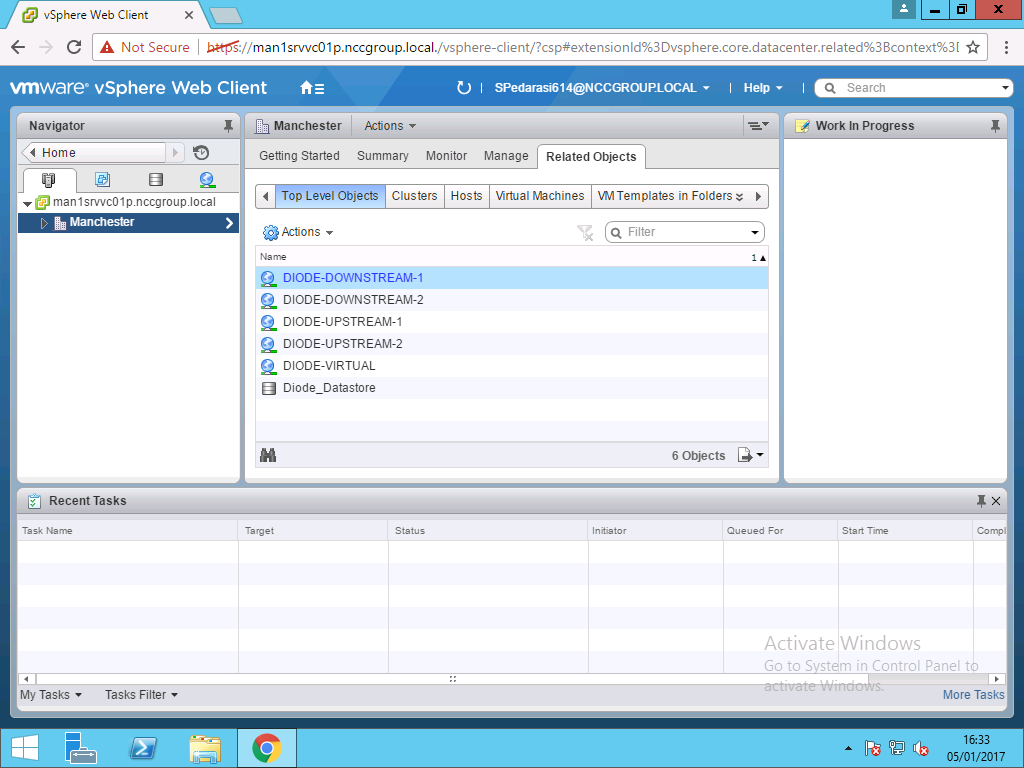 vSphere Web Client
Not Secure https://man1srvvc01p.nccgroup.local./vsphere-client/?csp#extensionId%3Dvsphere.core.datacenter.related%3Bcontext%3D
vmware® vSphere Web Client
SPedarasi614@NCCGROUP.LOCAL
Help
Search
Navigator
Home
man1srvvc01p.nccgroup.local
Manchester
Manchester Actions
Getting Started Summary Monitor Manage Related Objects
Top Level Objects Clusters Hosts Virtual Machines VM Templates in Folders
Actions Filter
Name 1
DIODE-DOWNSTREAM-1
DIODE-DOWNSTREAM-2
DIODE-UPSTREAM-1
DIODE-UPSTREAM-2
DIODE-VIRTUAL
Diode_Datastore
6 Objects
Work In Progress
Recent Tasks
Task Name Target Status Initiator Queued For Start Time Compl
Activate Windows
Go to System in Control Panel to
activate Windows.
My Tasks Tasks Filter More Tasks
16:33
05/01/2017